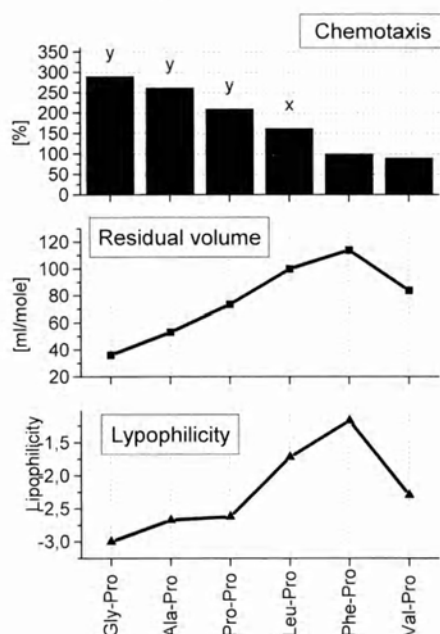 Chemotaxis
350
300
250
200
150
100
50
0
[%]
y
y
y
x
Residual volume
120
100
80
60
40
20
[ml/mole]
Lypophilicity
-1,5
-2,0
-2,5
-3,0
Lipophilicity
Gly-Pro
Ala-Pro
Pro-Pro
Leu-Pro
Phe-Pro
Val-Pro